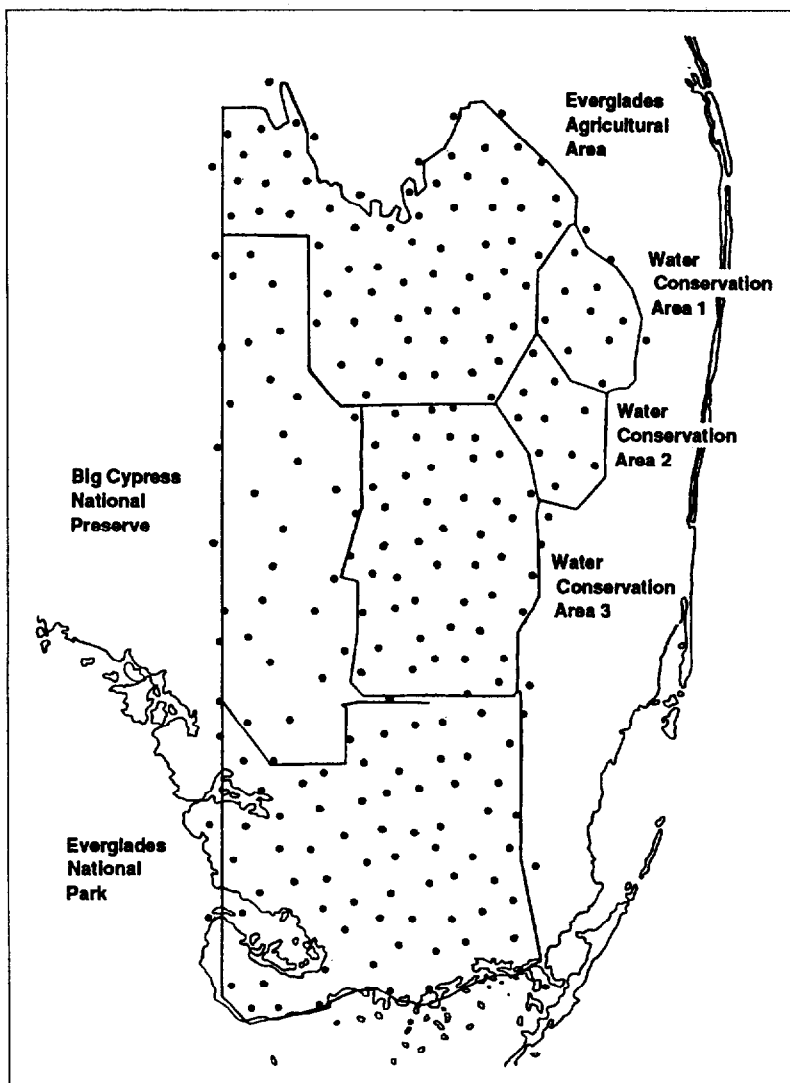 Everglades
Agricultural
Area
Water
Conservation
Area 1
Water
Conservation
Area 2
Big Cypress
National
Preserve
Water
Conservation
Area 3
Everglades
National
Park